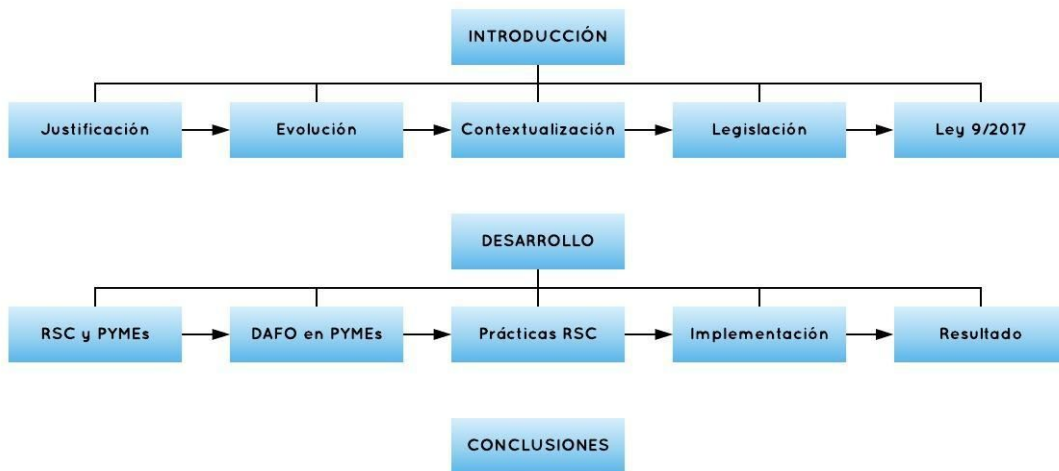 INTRODUCCIÓN
Justificación
Evolución
Contextualización
Legislación
Ley 9/2017
DESARROLLO
RSC y PYMEs
DAFO en PYMEs
Prácticas RSC
Implementación
Resultado
CONCLUSIONES